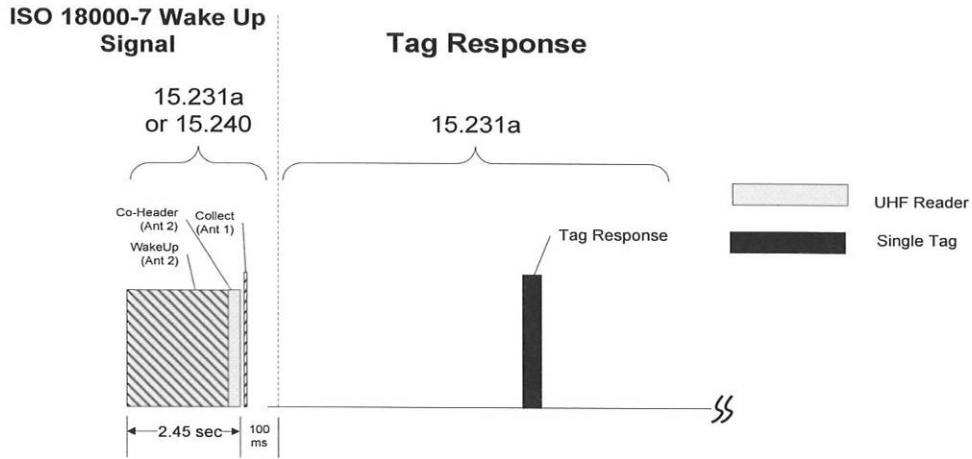 ISO 18000-7 Wake Up
Signal
Tag Response
15.231a
or 15.240
15.231a
Co-Header
(Ant 2)
Collect
(Ant 1)
WakeUp
(Ant 2)
Tag Response
UHF Reader
Single Tag
2.45 sec
100
ms